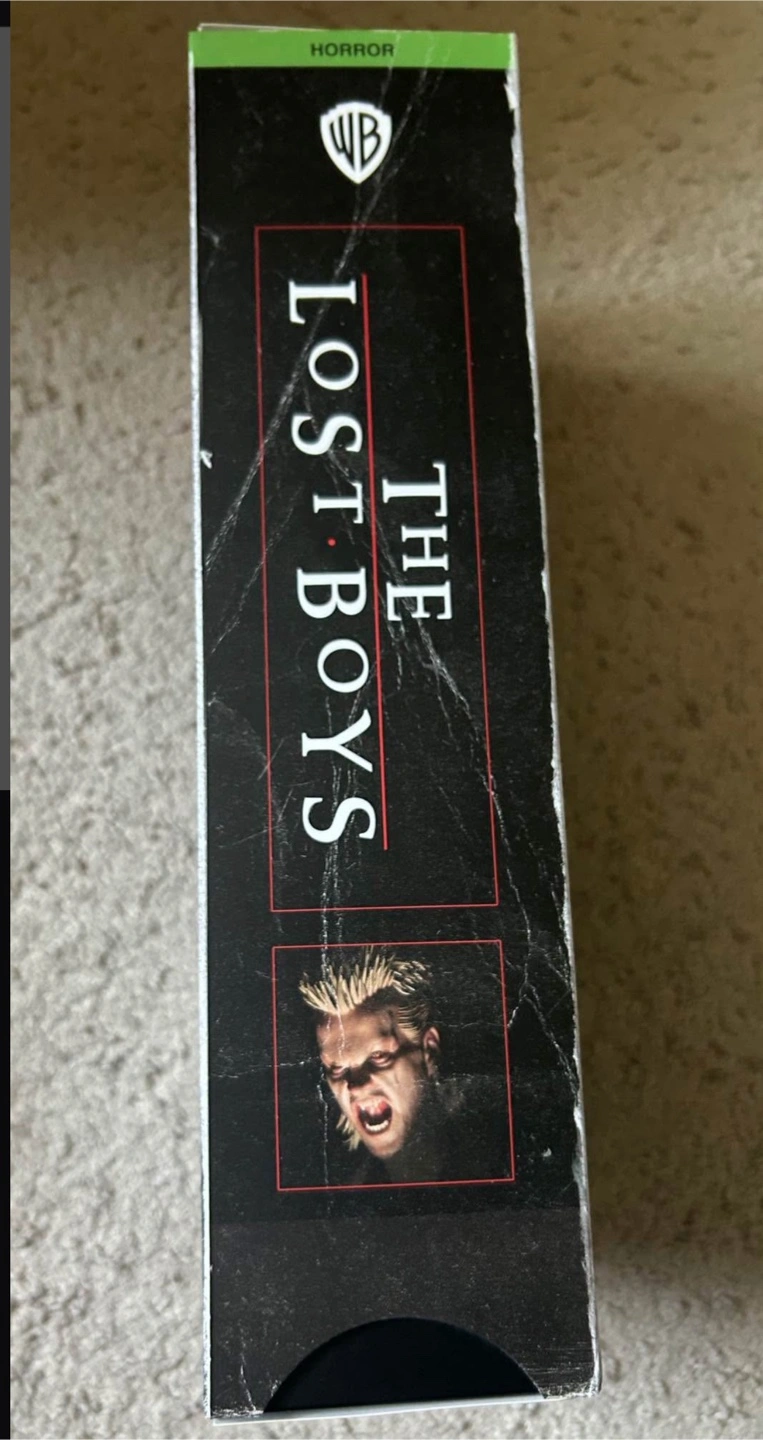 HORROR
WB
THE
LOST · BOYS